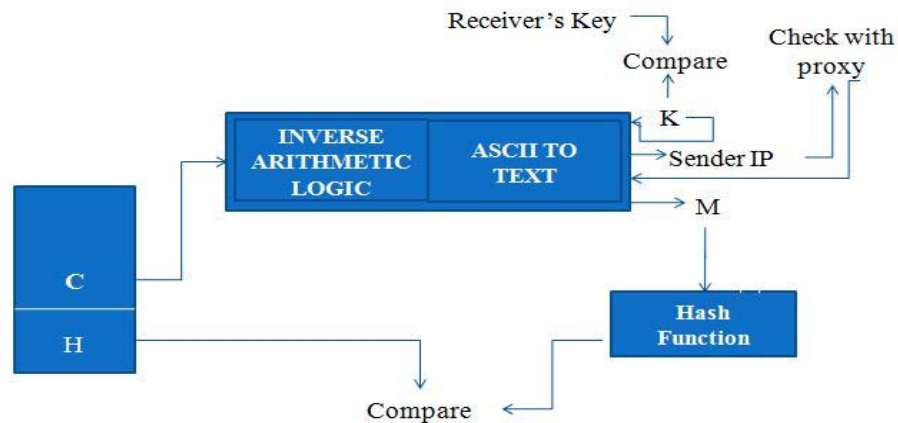 Receiver's Key
Compare
Check with
proxy
K
INVERSE
ARITHMETIC
LOGIC
ASCII TO
TEXT
Sender IP
M
C
H
Hash
Function
Compare